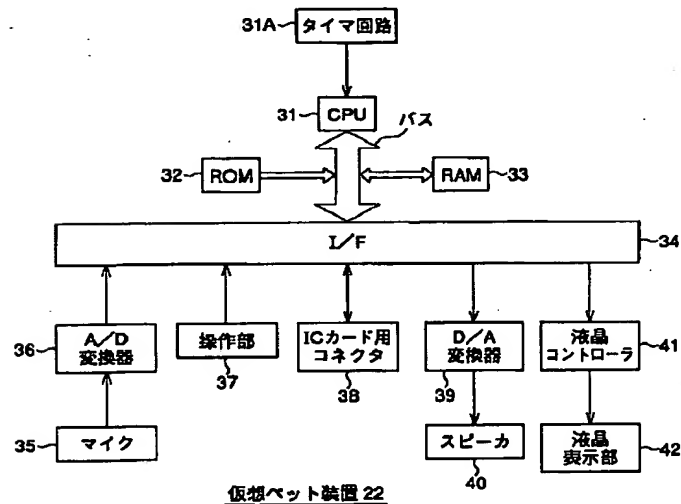 31A
タイマ回路
31
CPU
バス
32
ROM
RAM
33
I/F
34
36
A/D
変換器
操作部
37
ICカード用
コネクタ
38
D/A
変換器
39
液晶
コントローラ
41
35
マイク
スピーカ
40
液晶
表示部
42
仮想ペット装置 22